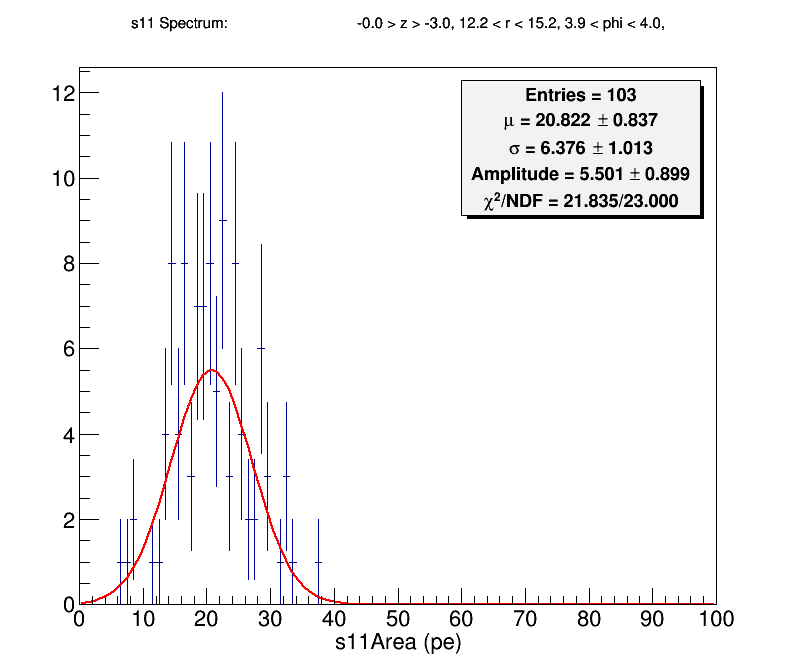 s11 Spectrum: -0.0 > z > -3.0, 12.2 < r < 15.2, 3.9 < phi < 4.0,
Entries = 103
μ = 20.822 ± 0.837
σ = 6.376 ± 1.013
Amplitude = 5.501 ± 0.899
χ²/NDF = 21.835/23.000
12
10
8
6
4
2
0
0 10 20 30 40 50 60 70 80 90 100
s11Area (pe)